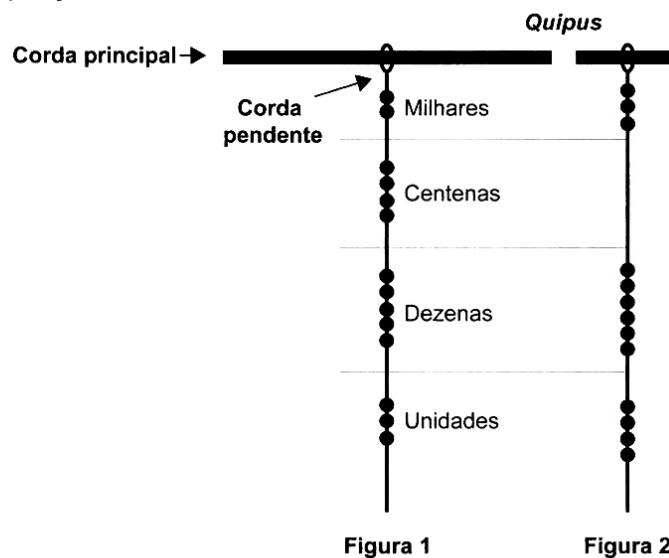 Quipus
Corda principal
Corda pendente
Milhares
Centenas
Dezenas
Unidades
Figura 1
Figura 2